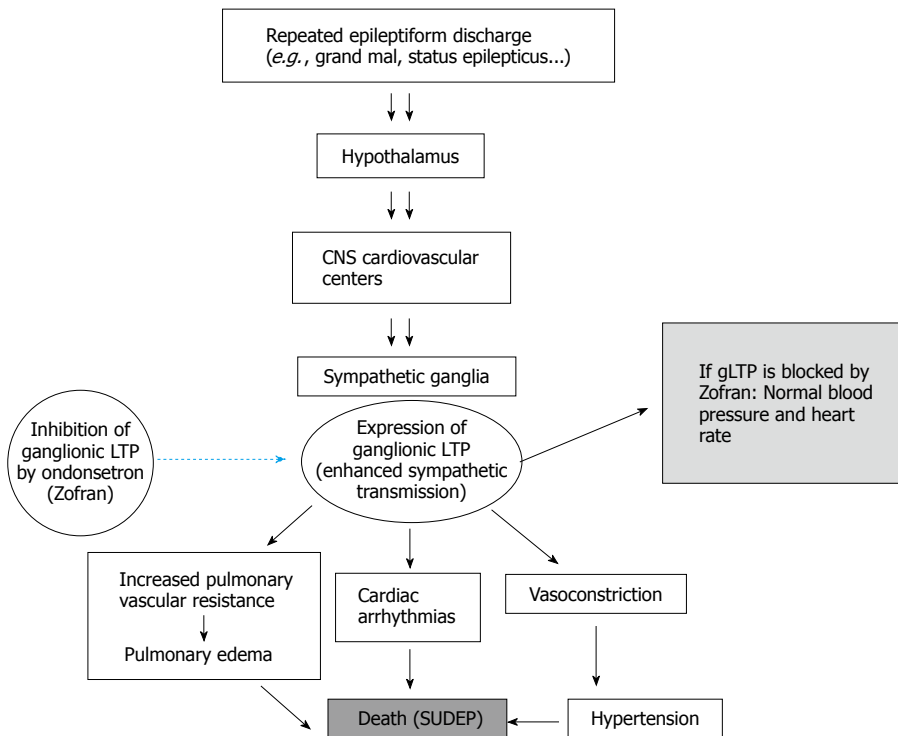 Repeated epileptiform discharge
(e.g., grand mal, status epilepticus...)
Hypothalamus
CNS cardiovascular
centers
Sympathetic ganglia
If gLTP is blocked by
Zofran: Normal blood
pressure and heart
rate
Inhibition of
ganglionic LTP
by ondonsetron
(Zofran)
Expression of
ganglionic LTP
(enhanced sympathetic
transmission)
Increased pulmonary
vascular resistance
Pulmonary edema
Cardiac
arrhythmias
Vasoconstriction
Death (SUDEP)
Hypertension